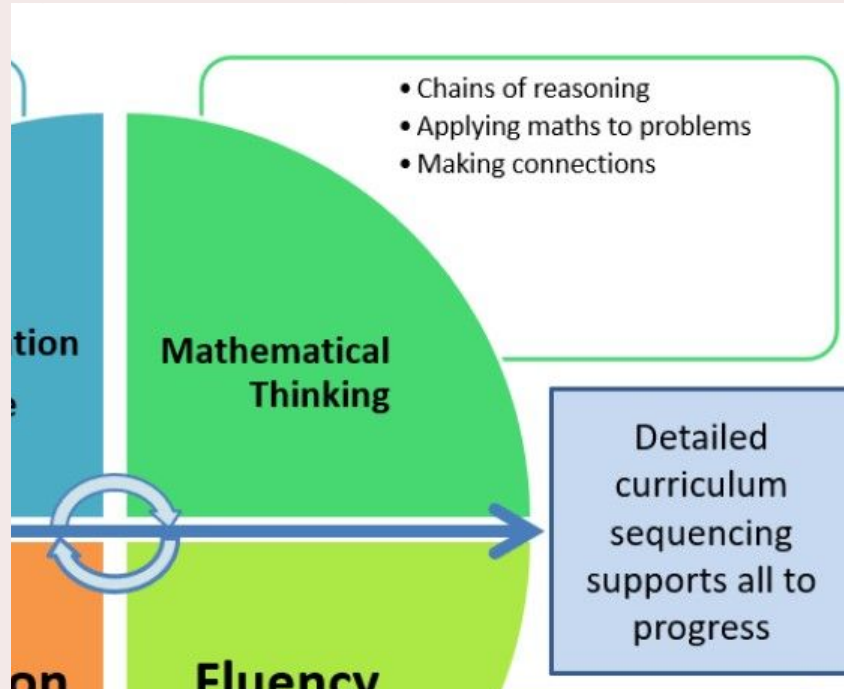 • Chains of reasoning
• Applying maths to problems
• Making connections
Mathematical
Thinking
Detailed
curriculum
sequencing
supports all to
progress
Fluency